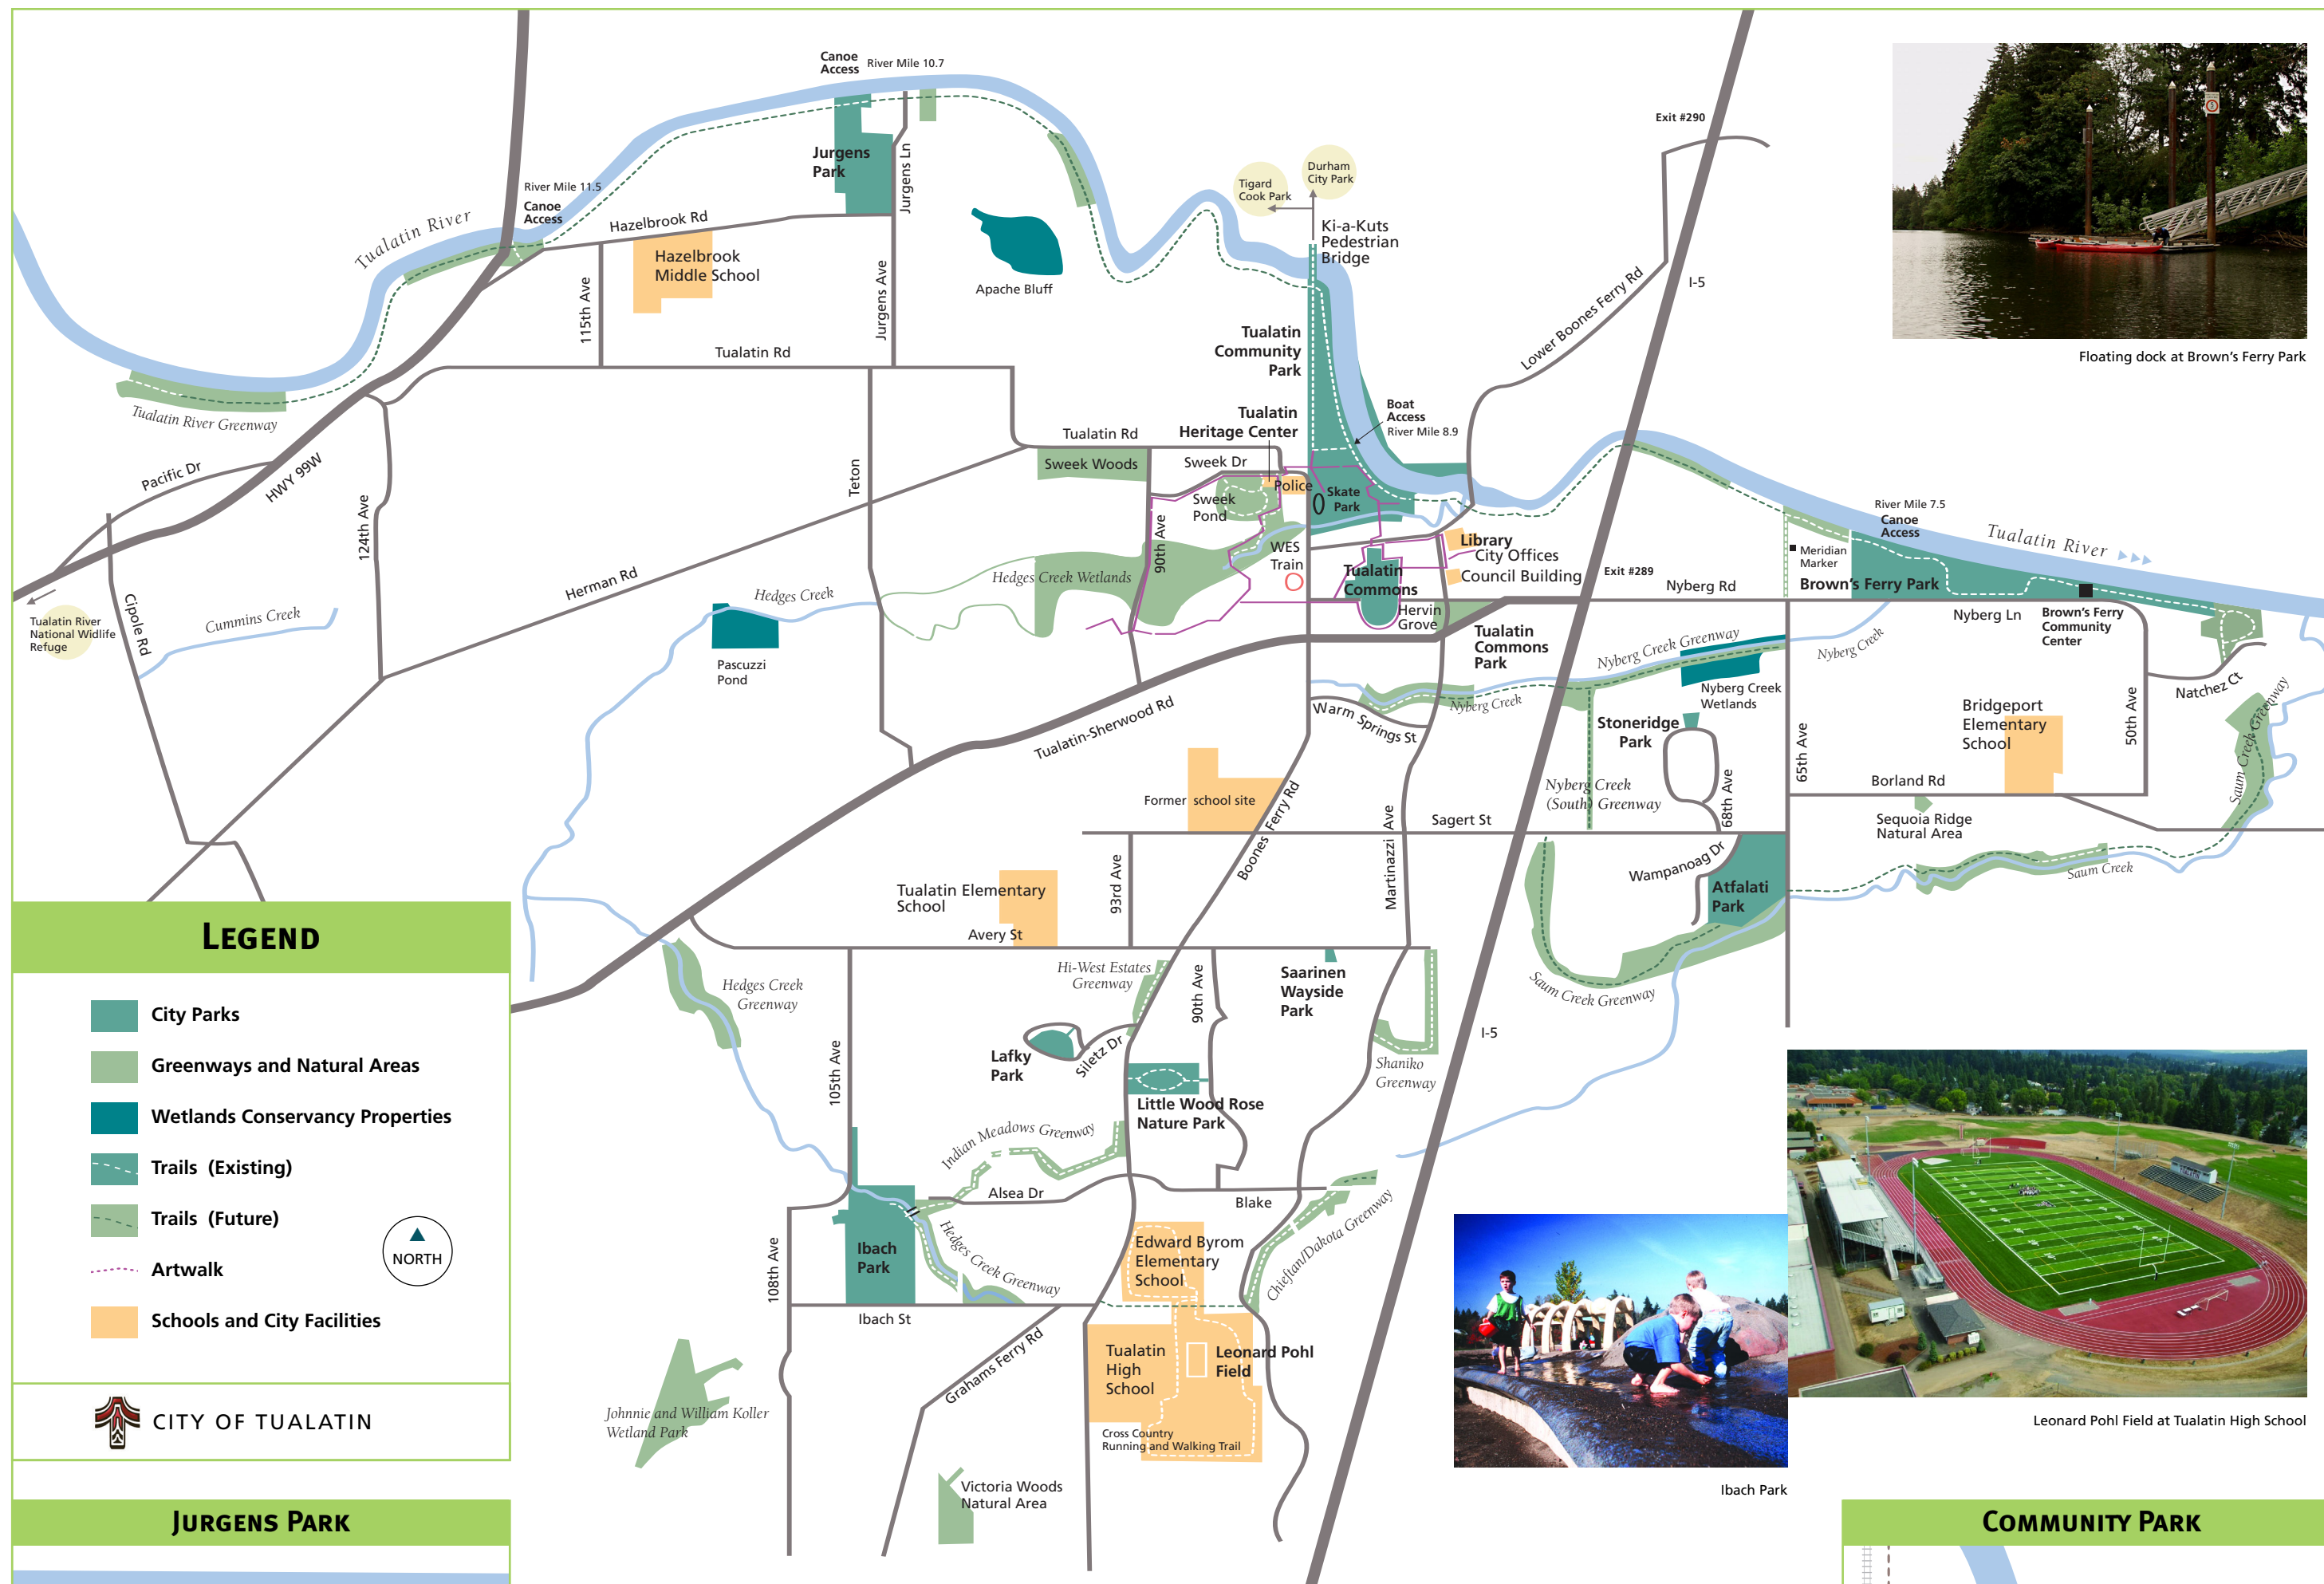 Canoe
Access
River Mile 10.7
Exit #290
Jurgens
Park
Jurgens Ln
Tigard
Cook Park
Durham
City Park
River Mile 11.5
Canoe
Access
Tualatin River
Hazelbrook Rd
Ki-a-Kuts
Pedestrian
Bridge
Hazelbrook
Middle School
115th Ave
Jurgens Ave
Apache Bluff
Lower Boones Ferry Rd
I-5
Floating dock at Brown's Ferry Park
Tualatin Rd
Tualatin
Community
Park
Tualatin River Greenway
Tualatin
Heritage Center
Boat
Access
River Mile 8.9
Pacific Dr
HWY 99W
124th Ave
Teton
Tualatin Rd
Sweek Woods
Sweek Dr
Police
Sweek
Pond
Skate
Park
90th Ave
River Mile 7.5
Canoe
Access
Tualatin River
WES
Train
Library
City Offices
Council Building
Meridian
Marker
Exit #289
Nyberg Rd
Brown's Ferry Park
Hedges Creek Wetlands
Tualatin
Commons
Herman Rd
Hedges Creek
Hervin
Grove
Nyberg Ln
Brown's Ferry
Community
Center
Tualatin River
National Widlife
Refuge
Cipole Rd
Cummins Creek
Tualatin
Commons
Park
Nyberg Creek Greenway
Nyberg Creek
Pascuzzi
Pond
Nyberg Creek
Wetlands
Natchez Ct
Nyberg Creek
Tualatin-Sherwood Rd
Warm Springs St
Stoneridge
Park
65th Ave
Bridgeport
Elementary
School
50th Ave
Saum Creek Greenway
Former school site
Boones Ferry Rd
Nyberg Creek
(South) Greenway
68th Ave
Borland Rd
Martinazzi Ave
Sagert St
Sequoia Ridge
Natural Area
Wampanoag Dr
Saum Creek
Tualatin Elementary
School
93rd Ave
Atfalati
Park
Avery St
LEGEND
City Parks
Greenways and Natural Areas
Wetlands Conservancy Properties
Trails (Existing)
Trails (Future)
Artwalk
Schools and City Facilities
NORTH
CITY OF TUALATIN
Hedges Creek
Greenway
Hi-West Estates
Greenway
90th Ave
Saarinen
Wayside
Park
Saum Creek Greenway
I-5
105th Ave
Lafky
Park
Siletz Dr
Shaniko
Greenway
Little Wood Rose
Nature Park
Indian Meadows Greenway
Alsea Dr
Blake
Chieftan/Dakota Greenway
108th Ave
Ibach
Park
Hedges Creek Greenway
Edward Byrom
Elementary
School
Ibach St
Grahams Ferry Rd
Tualatin
High
School
Leonard Pohl
Field
Johnnie and William Koller
Wetland Park
Cross Country
Running and Walking Trail
Leonard Pohl Field at Tualatin High School
Ibach Park
Victoria Woods
Natural Area
JURGENS PARK
COMMUNITY PARK